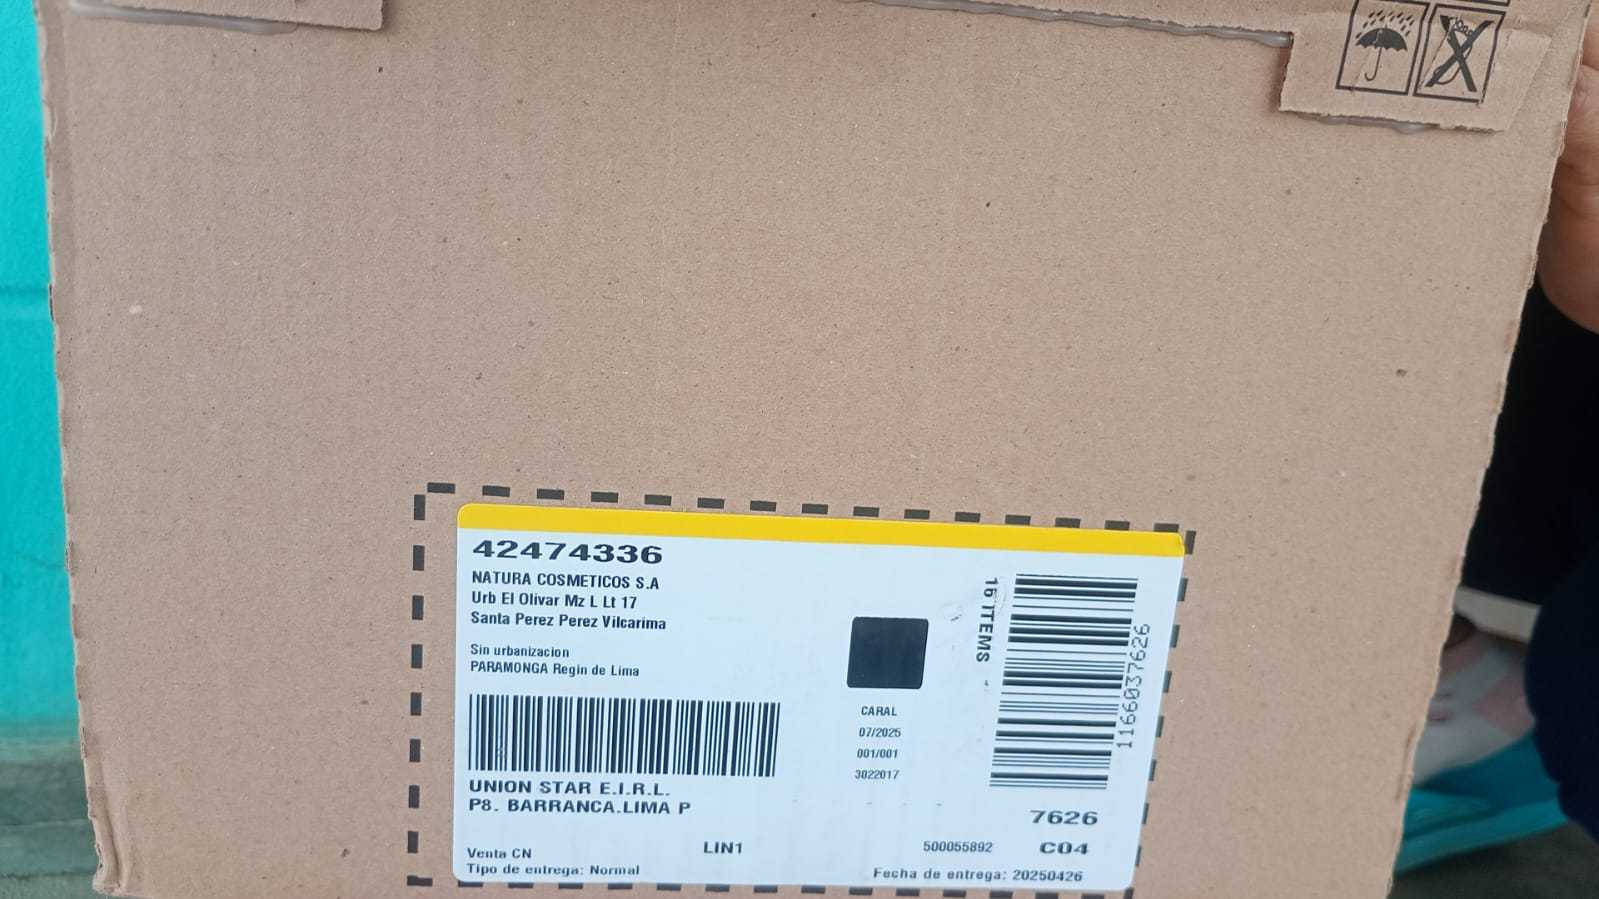 42474336
NATURA COSMETICOS S.A
Urb El Olivar Mz L Lt 17
Santa Perez Perez Vilcarima
Sin urbanizacion
PARAMONGA Regin de Lima
UNION STAR E.I.R.L.
P8. BARRANCA.LIMA P
Venta CN
Tipo de entrega: Normal
LIN1
CARAL
07/2025
001/001
3022017
16 ITEMS
1166037626
7626
500055892
C04
Fecha de entrega: 20250426